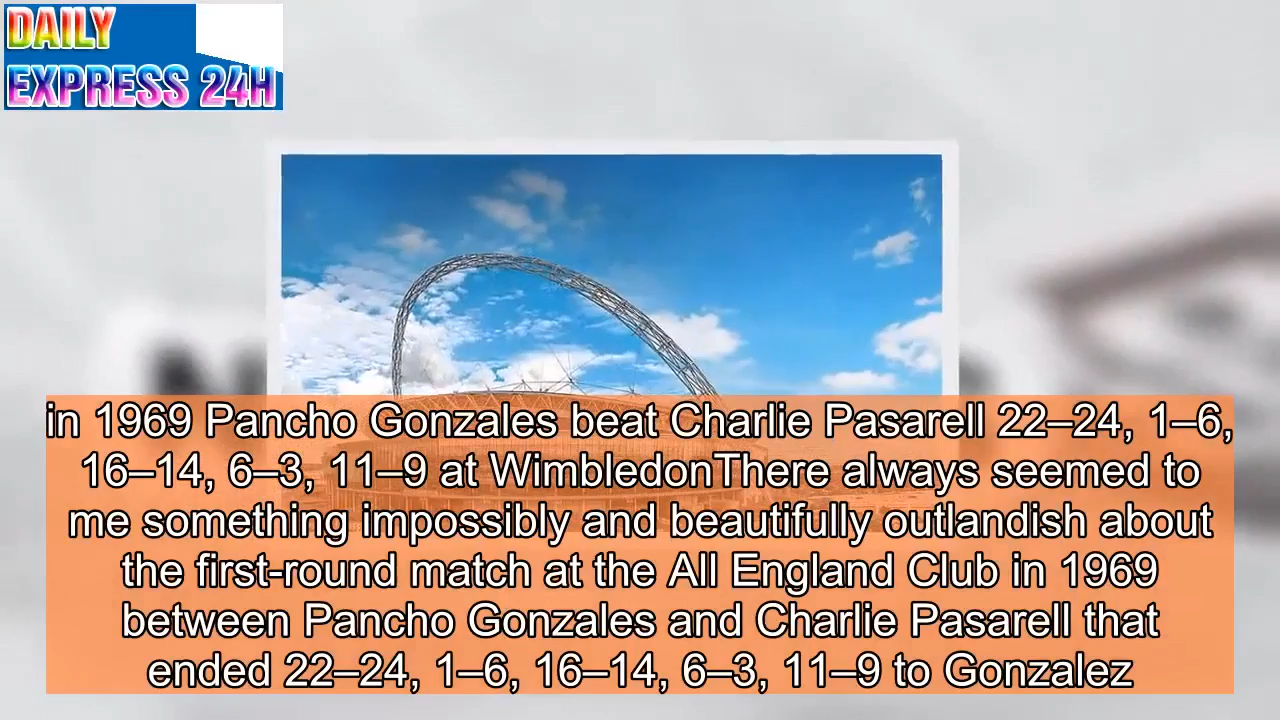 DAILY
EXPRESS 24H
in 1969 Pancho Gonzales beat Charlie Pasarell 22–24, 1–6,
16–14, 6–3, 11–9 at WimbledonThere always seemed to
me something impossibly and beautifully outlandish about
the first-round match at the All England Club in 1969
between Pancho Gonzales and Charlie Pasarell that
ended 22–24, 1–6, 16–14, 6–3, 11–9 to Gonzalez